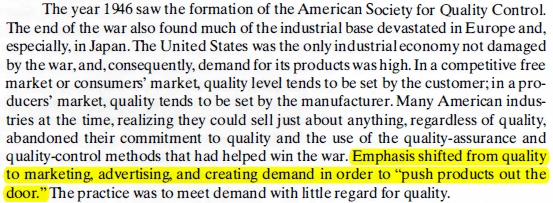 The year 1946 saw the formation of the American Society for Quality Control.
The end of the war also found much of the industrial base devastated in Europe and,
especially, in Japan. The United States was the only industrial economy not damaged
by the war, and, consequently, demand for its products was high. In a competitive free
market or consumers' market, quality level tends to be set by the customer; in a pro-
ducers' market, quality tends to be set by the manufacturer. Many American indus-
tries at the time, realizing they could sell just about anything, regardless of quality,
abandoned their commitment to quality and the use of the quality-assurance and
quality-control methods that had helped win the war. Emphasis shifted from quality
to marketing, advertising, and creating demand in order to “push products out the
door.” The practice was to meet demand with little regard for quality.